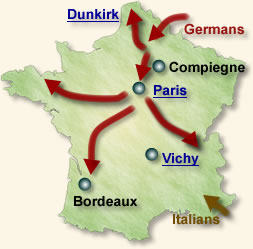 Dunkirk
Germans
Compiegne
Paris
Vichy
Bordeaux
Italians